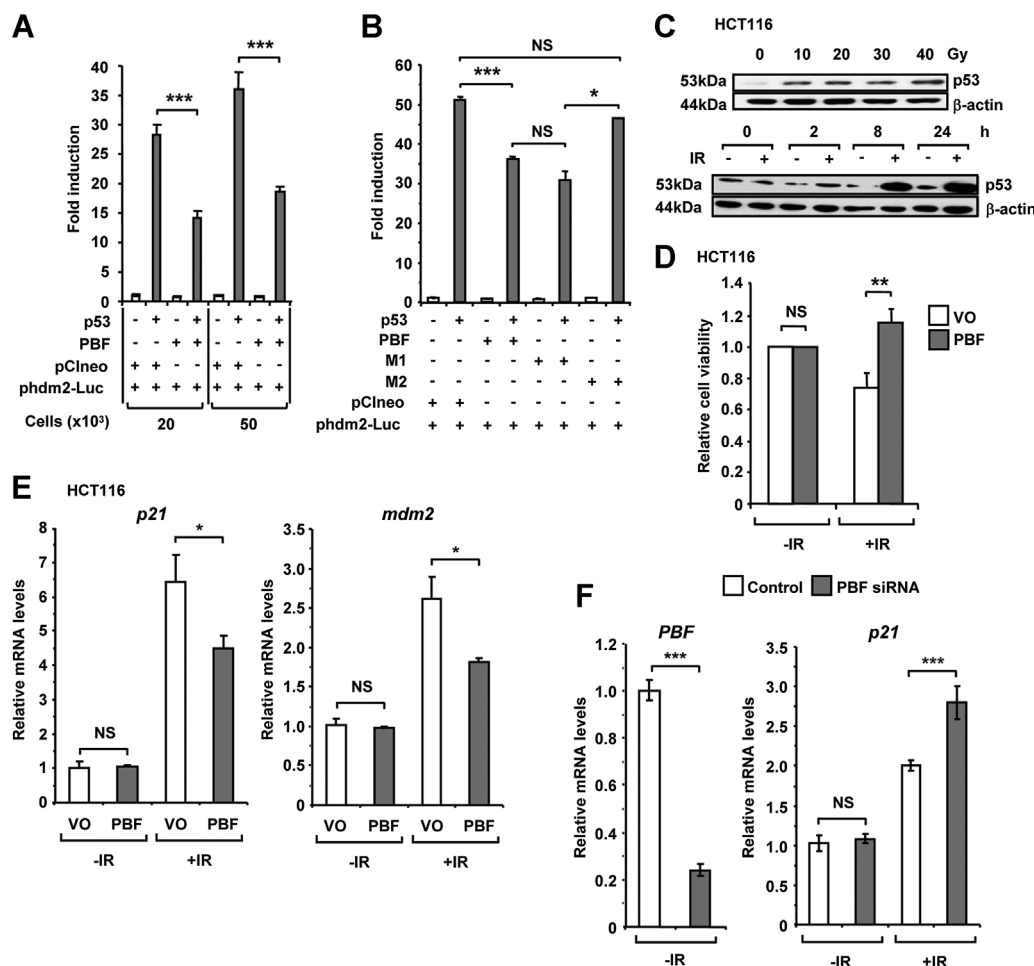 A
***
***
40
35
30
25
20
15
10
5
0
Fold induction
p53 - + - + - + - +
PBF - - + + - - + +
pCIneo + + - - + + - -
phdm2-Luc + + + + + + + +
Cells (x10³) 20 50
B
NS
***
*
NS
60
50
40
30
20
10
0
Fold induction
p53 - + - + - + - +
PBF - - + + - - - -
M1 - - - - + + - -
M2 - - - - - - + +
pCIneo + + - - - - - -
phdm2-Luc + + + + + + + +
C HCT116
0 10 20 30 40 Gy
53kDa p53
44kDa β-actin
0 2 8 24 h
IR - + - + - + - +
53kDa p53
44kDa β-actin
D HCT116
1.4
1.2
1.0
0.8
0.6
0.4
0.2
0
Relative cell viability
NS
**
VO
PBF
-IR +IR
E HCT116
p21
8
7
6
5
4
3
2
1
0
Relative mRNA levels
NS
*
VO PBF VO PBF
-IR +IR
mdm2
3.5
3.0
2.5
2.0
1.5
1.0
0.5
0
Relative mRNA levels
NS
*
VO PBF VO PBF
-IR +IR
F
Control PBF siRNA
PBF
1.2
1.0
0.8
0.6
0.4
0.2
0
Relative mRNA levels
***
-IR
p21
3.5
3.0
2.5
2.0
1.5
1.0
0.5
0
Relative mRNA levels
NS
***
-IR +IR